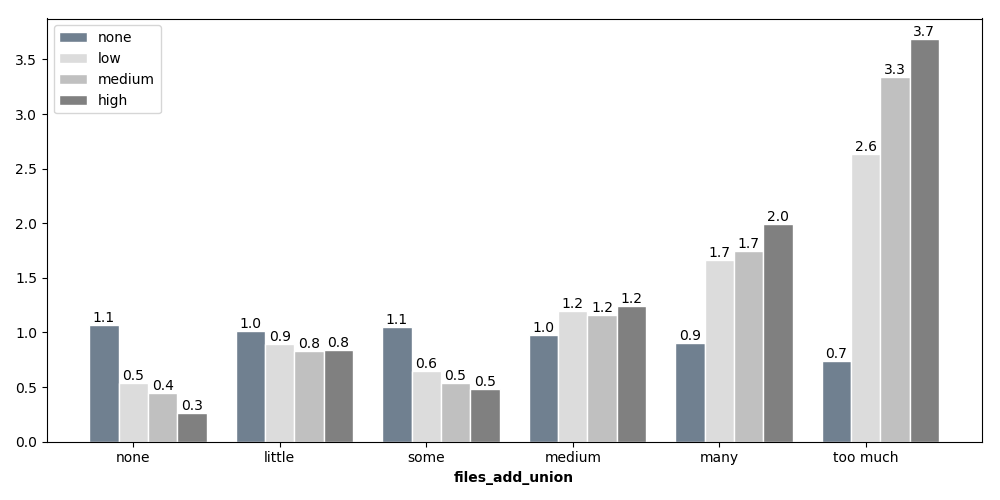 none
low
medium
high
3.5
3.0
2.5
2.0
1.5
1.0
0.5
0.0
1.1 0.5 0.4 0.3
1.0 0.9 0.8 0.8
1.1 0.6 0.5 0.5
1.0 1.2 1.2 1.2
0.9 1.7 1.7 2.0
0.7 2.6 3.3 3.7
none little some medium many too much
files_add_union